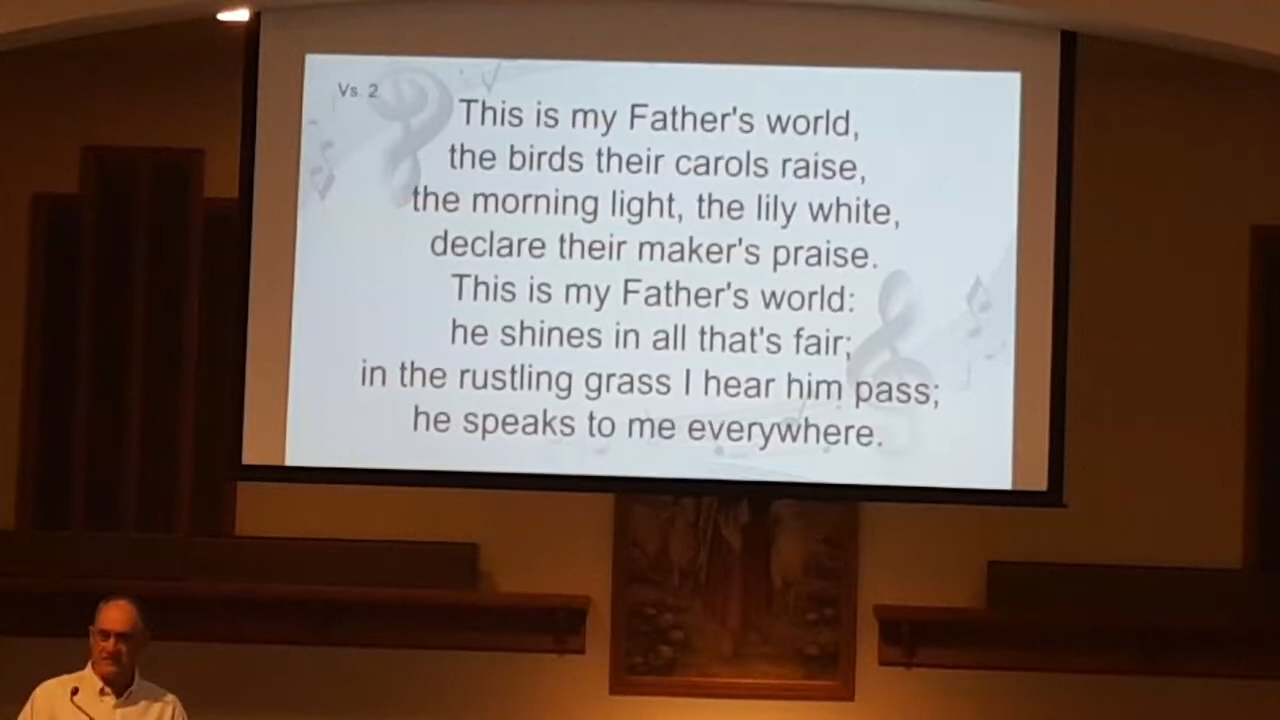 Vs. 2
This is my Father's world,
the birds their carols raise,
the morning light, the lily white,
declare their maker's praise.
This is my Father's world:
he shines in all that's fair;
in the rustling grass I hear him pass;
he speaks to me everywhere.